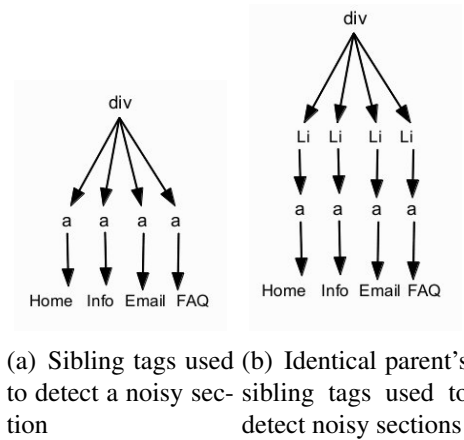 div
a a a a
Home Info Email FAQ
(a) Sibling tags used
to detect a noisy sec-
tion
div
Li Li Li Li
a a a a
Home Info Email FAQ
(b) Identical parent's
sibling tags used to
detect noisy sections